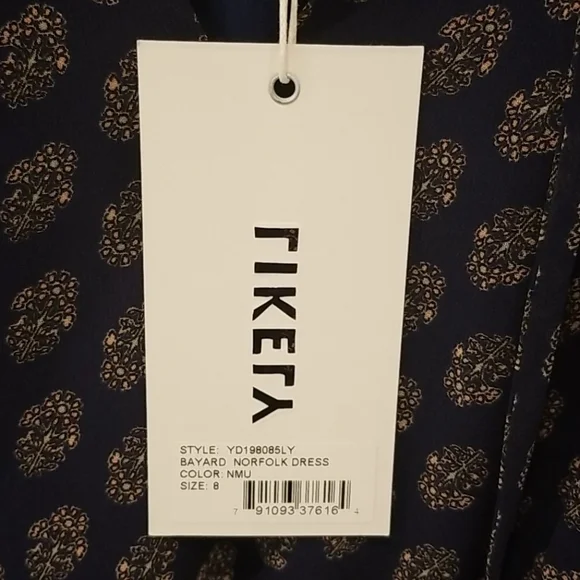 LIKELY
STYLE: YD198085LY
BAYARD NORFOLK DRESS
COLOR: NMU
SIZE: 8
7 91093 37616 4